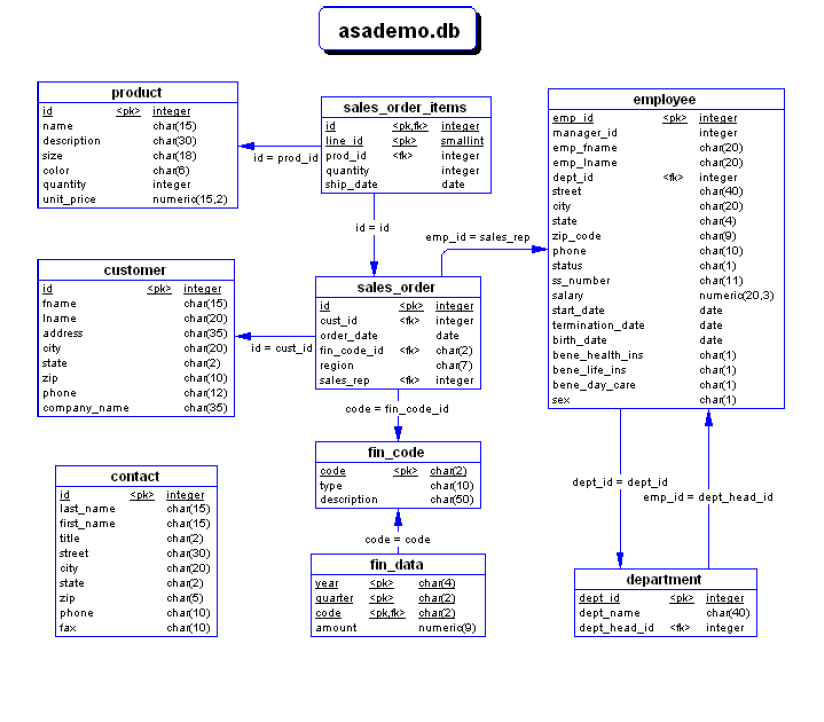 asademo.db
product
id <pk> integer
name char(15)
description char(30)
size char(18)
color char(6)
quantity integer
unit_price numeric(15,2)
sales_order_items
id <pk,fk> integer
line_id <pk> smallint
prod_id <fk> integer
quantity integer
ship_date date
employee
emp_id <pk> integer
manager_id integer
emp_fname char(20)
emp_lname char(20)
dept_id <fk> integer
street char(40)
city char(20)
state char(4)
zip_code char(9)
phone char(10)
status char(1)
ss_number char(11)
salary numeric(20,3)
start_date date
termination_date date
birth_date date
bene_health_ins char(1)
bene_life_ins char(1)
bene_day_care char(1)
sex char(1)
id = prod_id
id = id
emp_id = sales_rep
customer
id <pk> integer
fname char(15)
lname char(20)
address char(35)
city char(20)
state char(2)
zip char(10)
phone char(12)
company_name char(35)
id = cust_id
sales_order
id <pk> integer
cust_id <fk> integer
order_date date
fin_code_id <fk> char(2)
region char(7)
sales_rep <fk> integer
code = fin_code_id
fin_code
code <pk> char(2)
type char(10)
description char(50)
code = code
fin_data
year <pk> char(4)
quarter <pk> char(2)
code <pk,fk> char(2)
amount numeric(9)
contact
id <pk> integer
last_name char(15)
first_name char(15)
title char(2)
street char(30)
city char(20)
state char(2)
zip char(5)
phone char(10)
fax char(10)
dept_id = dept_id
emp_id = dept_head_id
department
dept_id <pk> integer
dept_name char(40)
dept_head_id <fk> integer